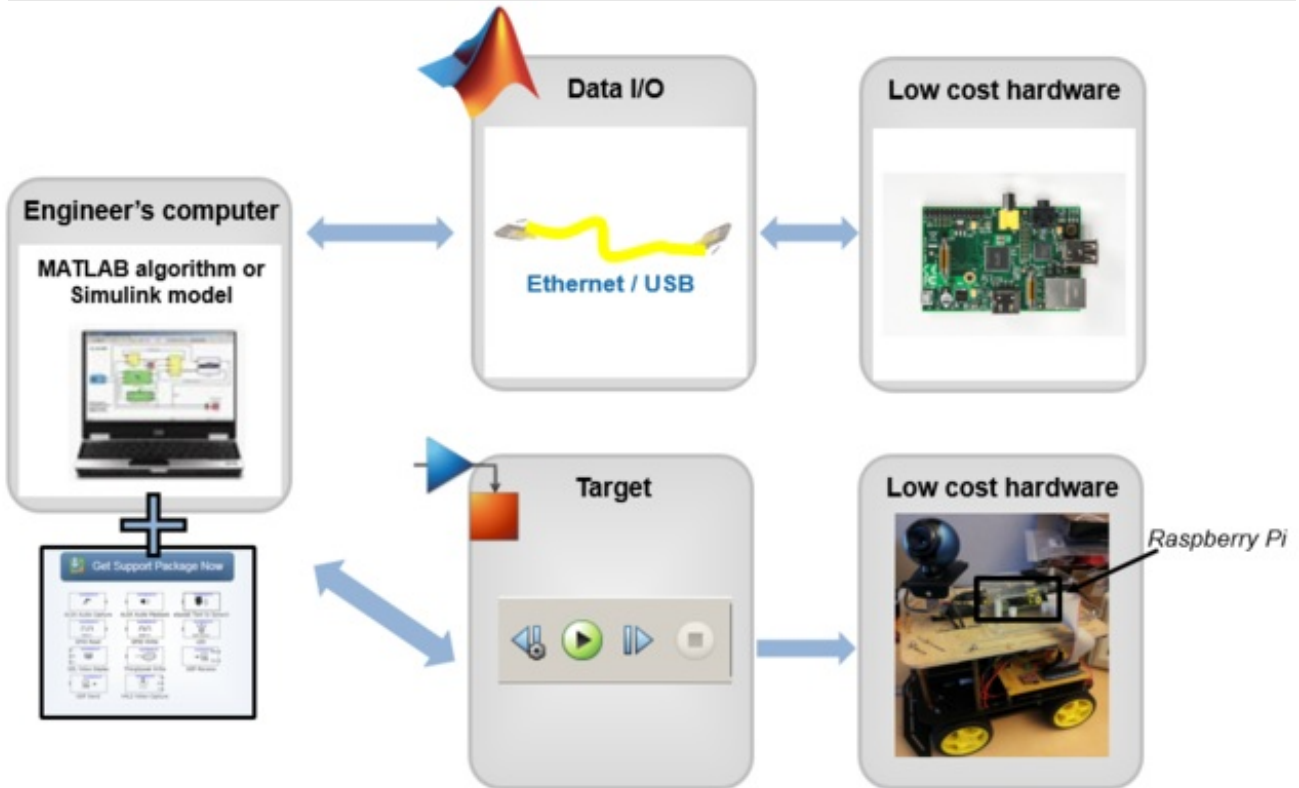 Data I/O
Low cost hardware
Engineer's computer
MATLAB algorithm or
Simulink model
Ethernet / USB
Get Support Package Now
Target
Low cost hardware
Raspberry Pi